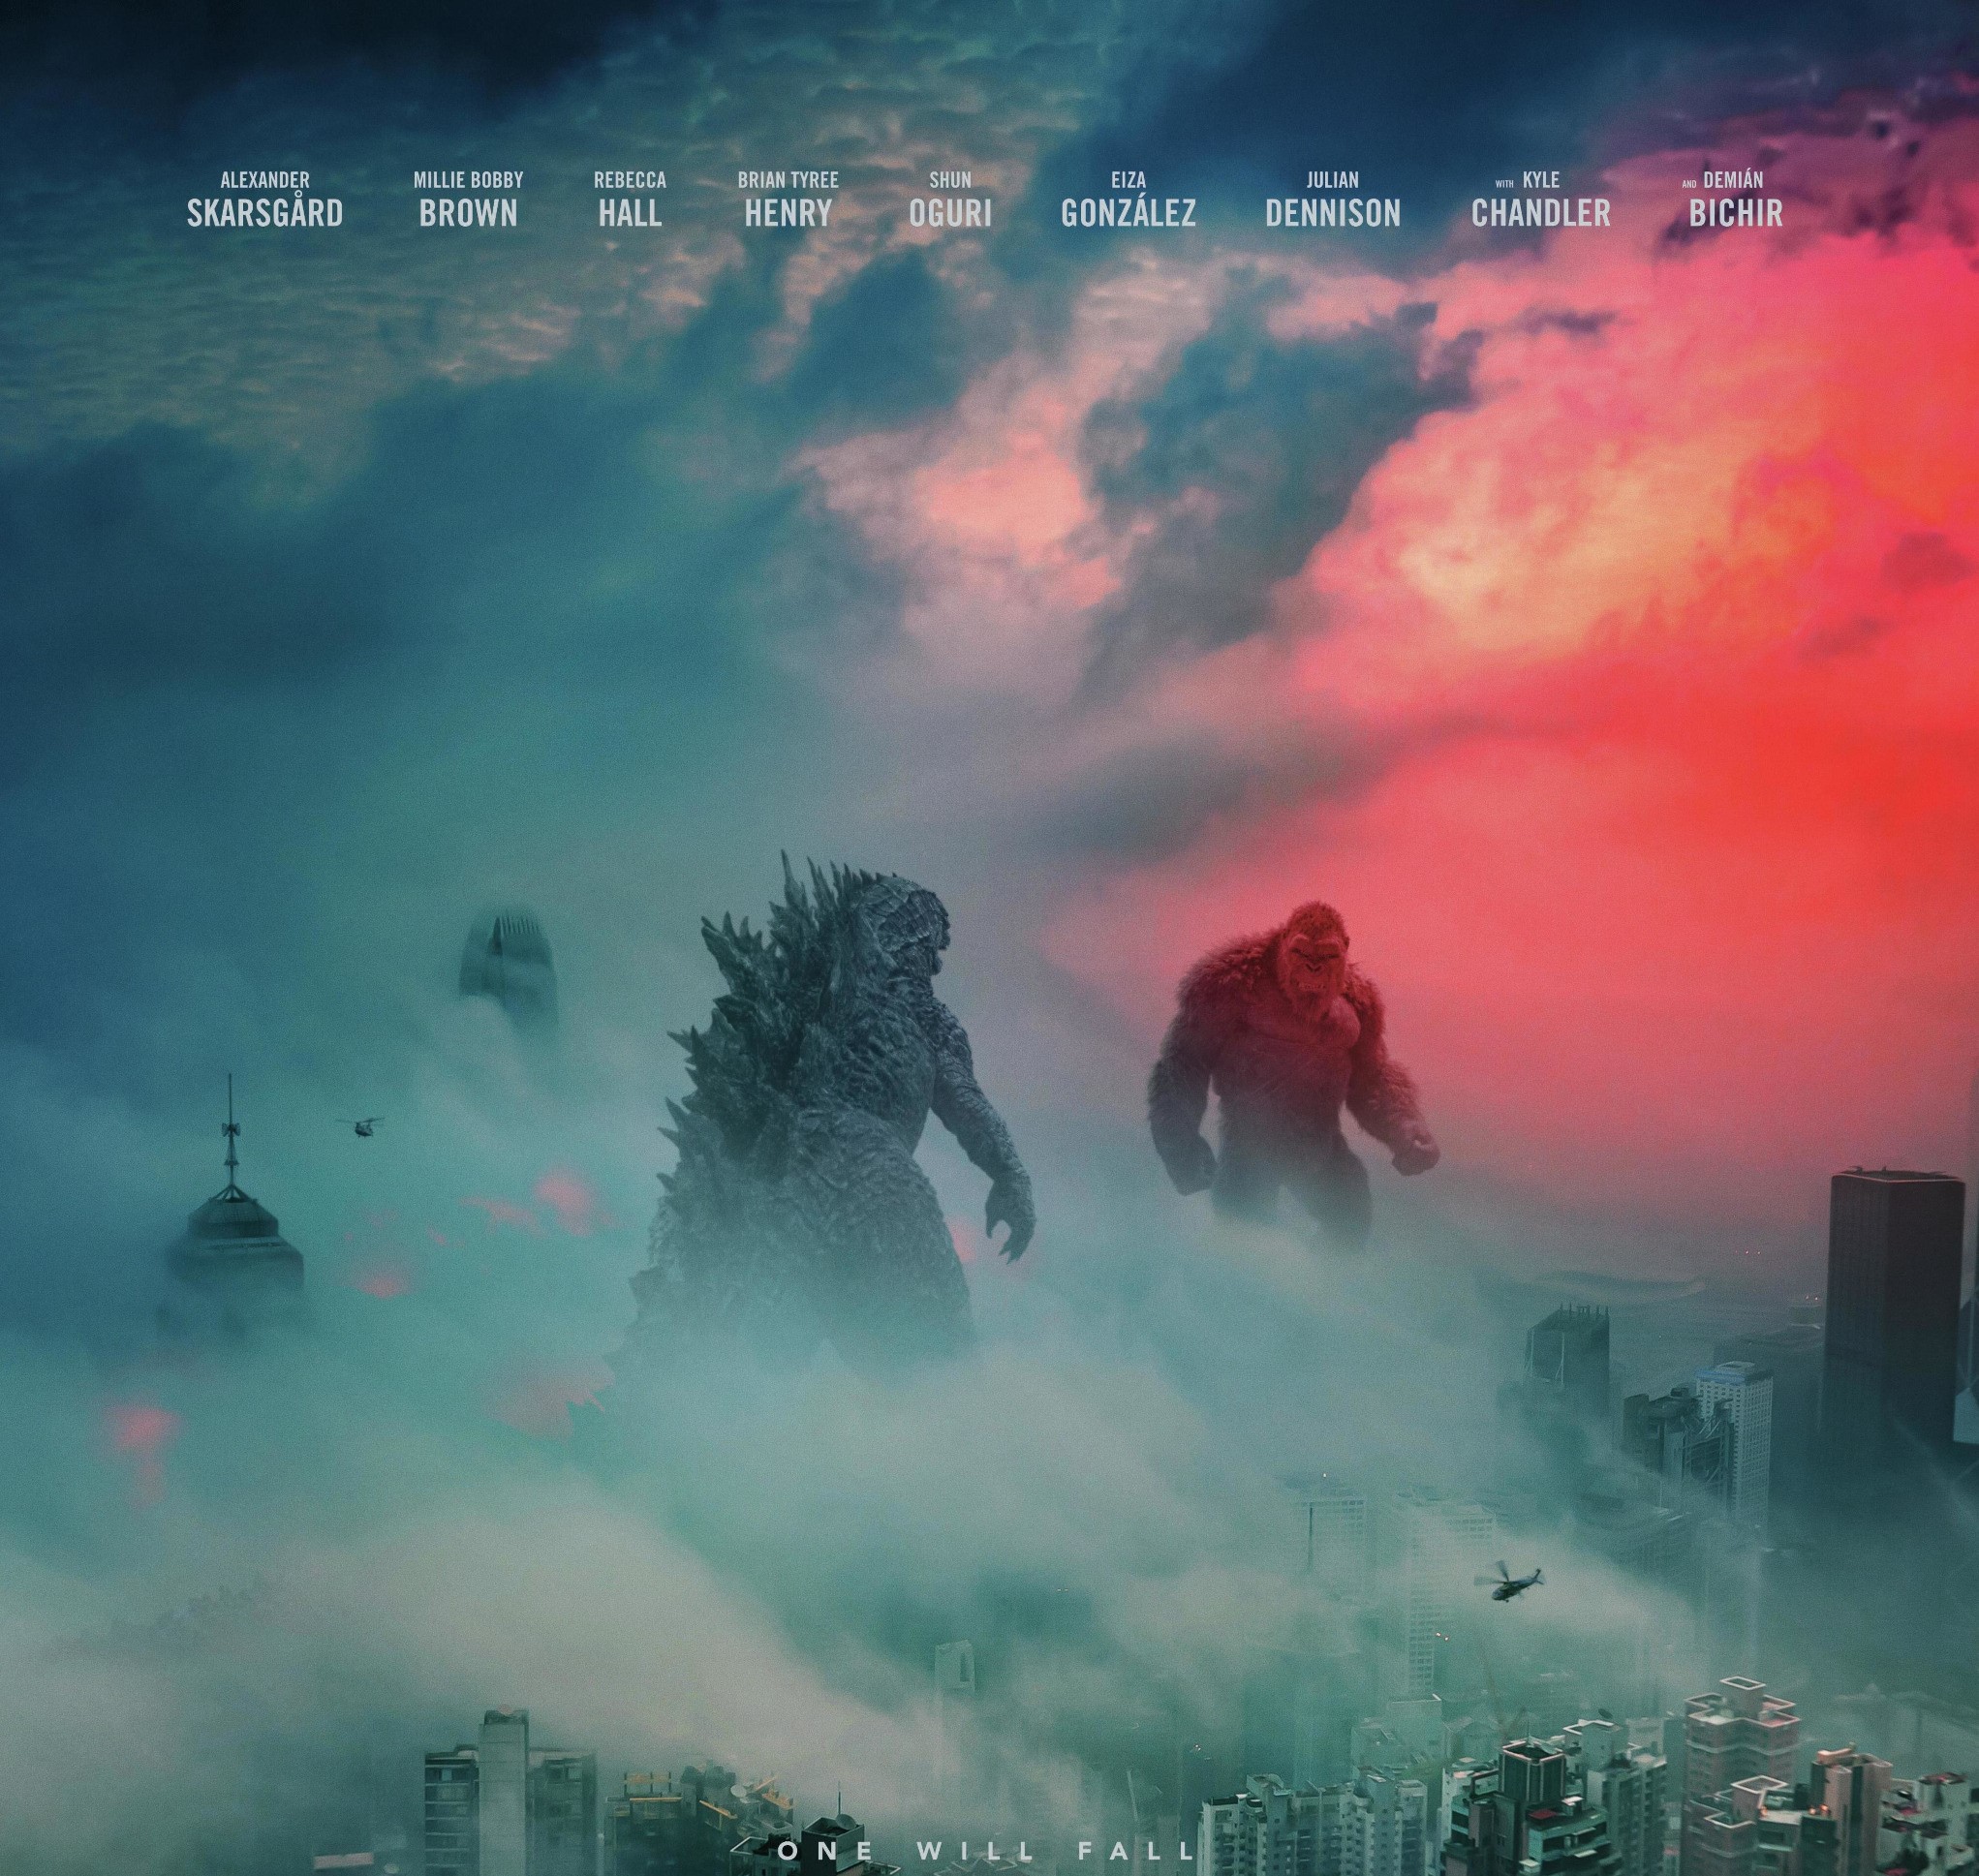 ALEXANDER SKARSGÅRD
MILLIE BOBBY BROWN
REBECCA HALL
BRIAN TYREE HENRY
SHUN OGURI
EIZA GONZÁLEZ
JULIAN DENNISON
WITH KYLE CHANDLER
AND DEMIÁN BICHIR
ONE WILL FALL